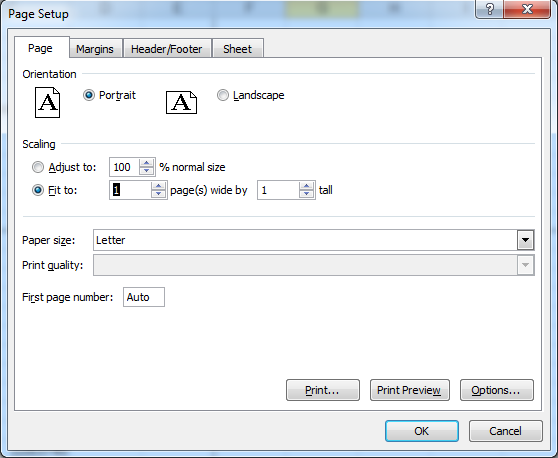 Page Setup
Page Margins Header/Footer Sheet
Orientation
A Portrait A Landscape
Scaling
Adjust to: 100 % normal size
Fit to: 1 page(s) wide by 1 tall
Paper size: Letter
Print quality:
First page number: Auto
Print... Print Preview Options...
OK Cancel